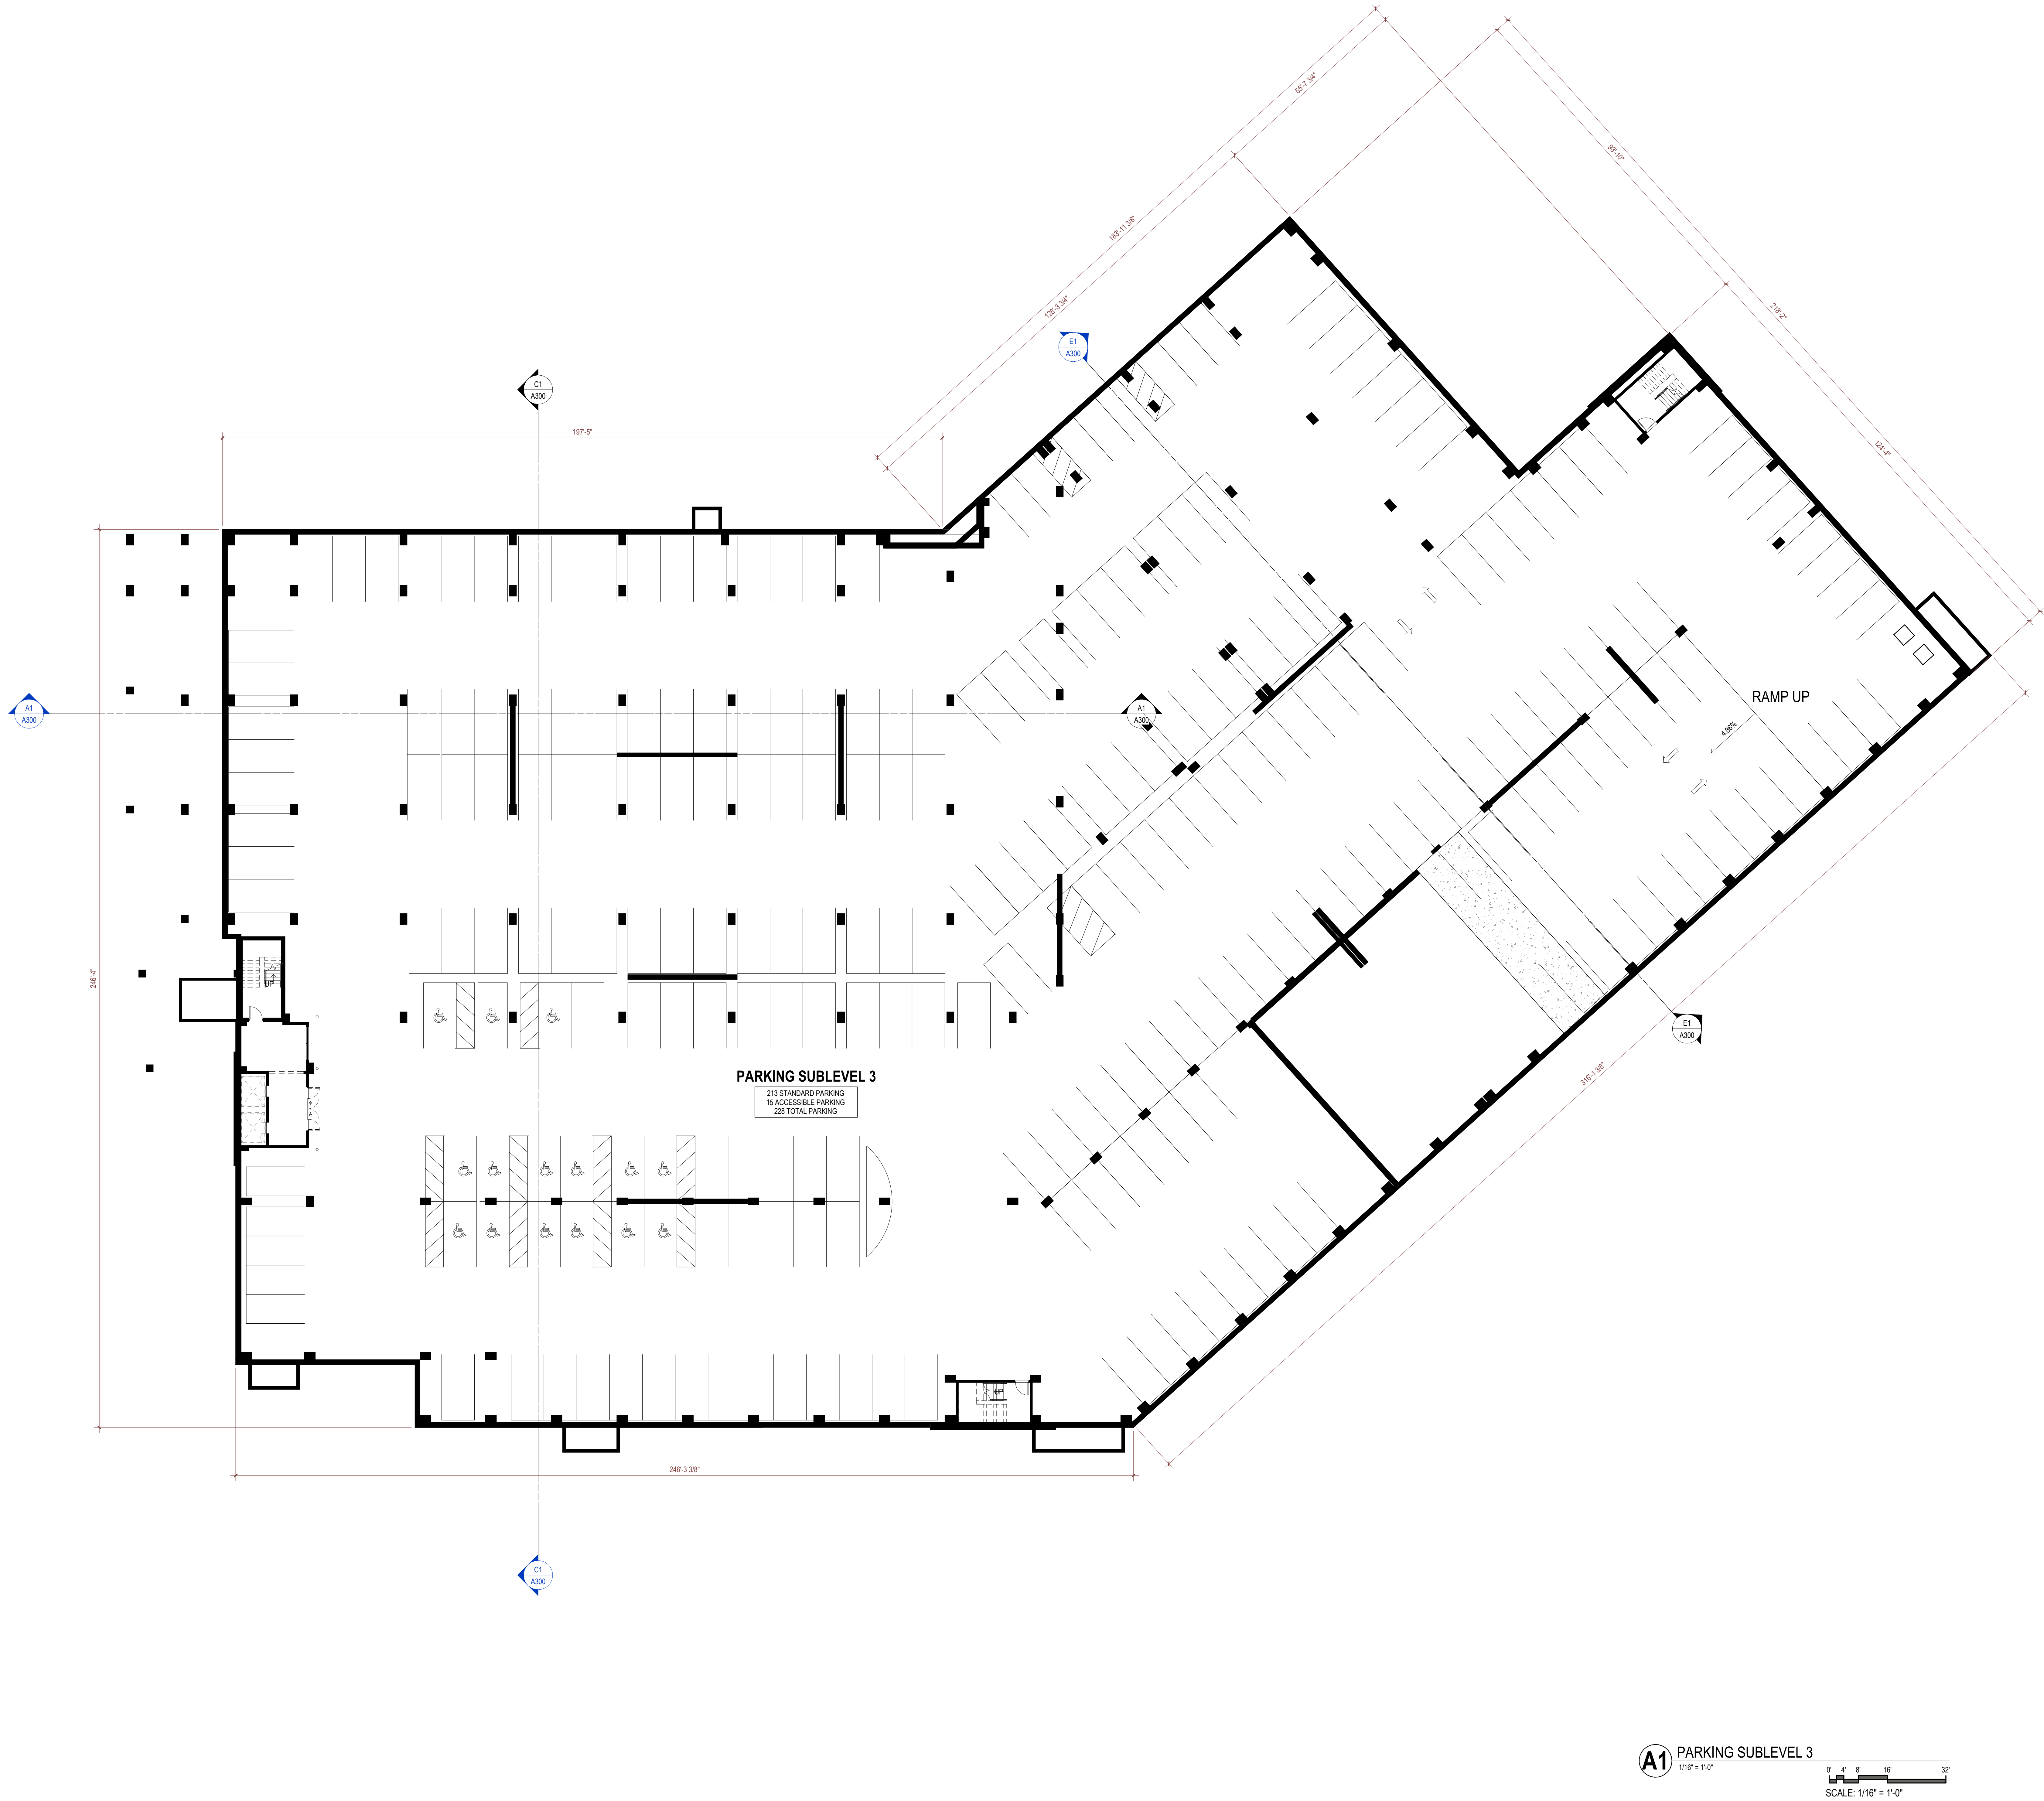 55'-7 3/4"
93'-10"
183'-11 3/8"
128'-3 3/4"
218'-2"
E1
A300
C1
A300
197'-5"
124'-4"
A1
A300
A1
A300
RAMP UP
4.86%
246'-4"
UP
E1
A300
PARKING SUBLEVEL 3
213 STANDARD PARKING
15 ACCESSIBLE PARKING
228 TOTAL PARKING
316'-1 3/8"
UP
246'-3 3/8"
C1
A300
A1
PARKING SUBLEVEL 3
1/16" = 1'-0"
0' 4' 8' 16' 32'
SCALE: 1/16" = 1'-0"